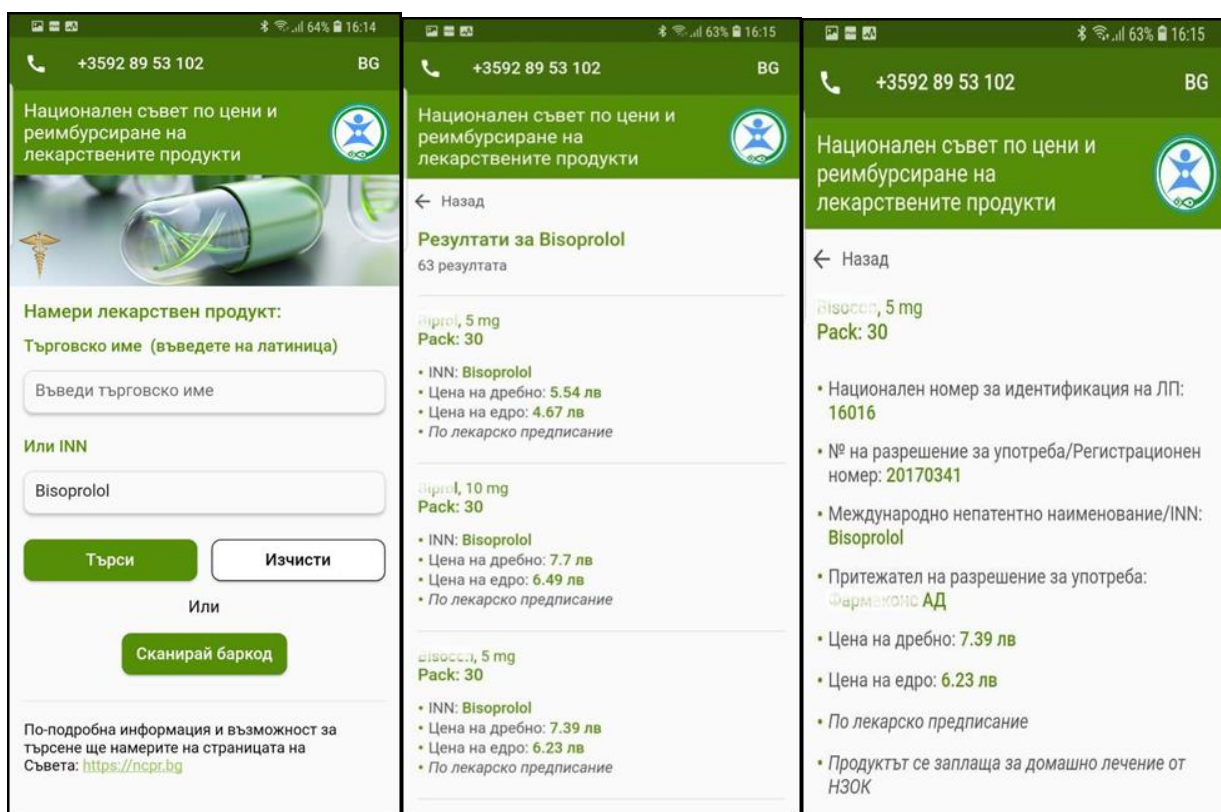 64% 16:14
+3592 89 53 102 BG
Национален съвет по цени и
реимбурсиране на
лекарствените продукти
Намери лекарствен продукт:
Търговско име (въведете на латиница)
Въведи търговско име
Или INN
Bisoprolol
Търси Изчисти
Или
Сканирай баркод
По-подробна информация и възможност за
търсене ще намерите на страницата на
Съвета: https://ncpr.bg
63% 16:15
+3592 89 53 102 BG
Национален съвет по цени и
реимбурсиране на
лекарствените продукти
← Назад
Резултати за Bisoprolol
63 резултата
5 mg
Pack: 30
• INN: Bisoprolol
• Цена на дребно: 5.54 лв
• Цена на едро: 4.67 лв
• По лекарско предписание
10 mg
Pack: 30
• INN: Bisoprolol
• Цена на дребно: 7.7 лв
• Цена на едро: 6.49 лв
• По лекарско предписание
5 mg
Pack: 30
• INN: Bisoprolol
• Цена на дребно: 7.39 лв
• Цена на едро: 6.23 лв
• По лекарско предписание
63% 16:15
+3592 89 53 102 BG
Национален съвет по цени и
реимбурсиране на
лекарствените продукти
← Назад
5 mg
Pack: 30
• Национален номер за идентификация на ЛП:
16016
• № на разрешение за употреба/Регистрационен
номер: 20170341
• Международно непатентно наименование/INN:
Bisoprolol
• Притежател на разрешение за употреба:
АД
• Цена на дребно: 7.39 лв
• Цена на едро: 6.23 лв
• По лекарско предписание
• Продуктът се заплаща за домашно лечение от
НЗОК